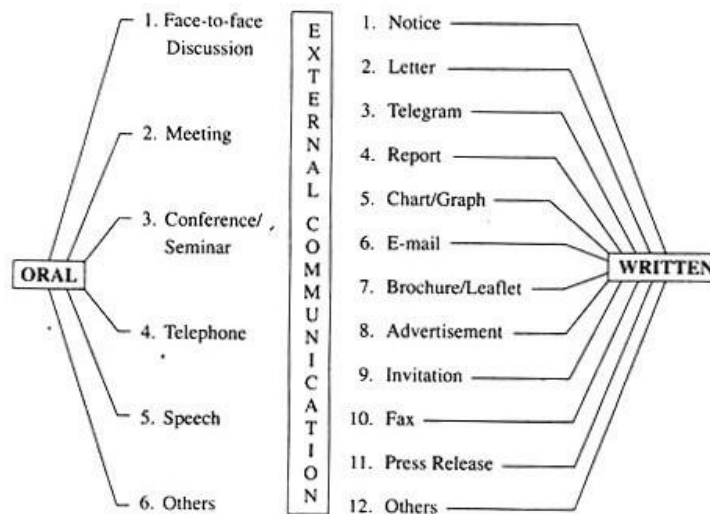 ORAL
1. Face-to-face
Discussion
2. Meeting
3. Conference/
Seminar
4. Telephone
5. Speech
6. Others
EXTERNAL COMMUNICATION
1. Notice
2. Letter
3. Telegram
4. Report
5. Chart/Graph
6. E-mail
7. Brochure/Leaflet
8. Advertisement
9. Invitation
10. Fax
11. Press Release
12. Others
WRITTEN